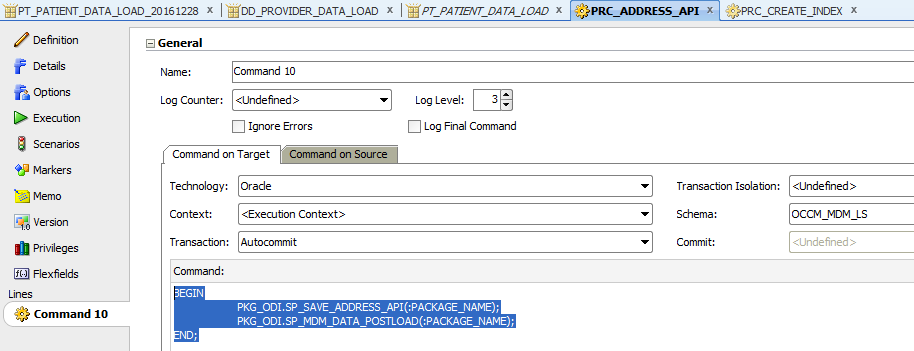 PT_PATIENT_DATA_LOAD_20161228 x DD_PROVIDER_DATA_LOAD x PT_PATIENT_DATA_LOAD x PRC_ADDRESS_API x PRC_CREATE_INDEX x
Definition
Details
Options
Execution
Scenarios
Markers
Memo
Version
Privileges
Flexfields
Lines
Command 10
General
Name: Command 10
Log Counter: <Undefined> Log Level: 3
Ignore Errors Log Final Command
Command on Target Command on Source
Technology: Oracle Transaction Isolation: <Undefined>
Context: <Execution Context> Schema: OCCM_MDM_LS
Transaction: Autocommit Commit: <Undefined>
Command:
BEGIN
PKG_ODI.SP_SAVE_ADDRESS_API(:PACKAGE_NAME);
PKG_ODI.SP_MDM_DATA_POSTLOAD(:PACKAGE_NAME);
END;